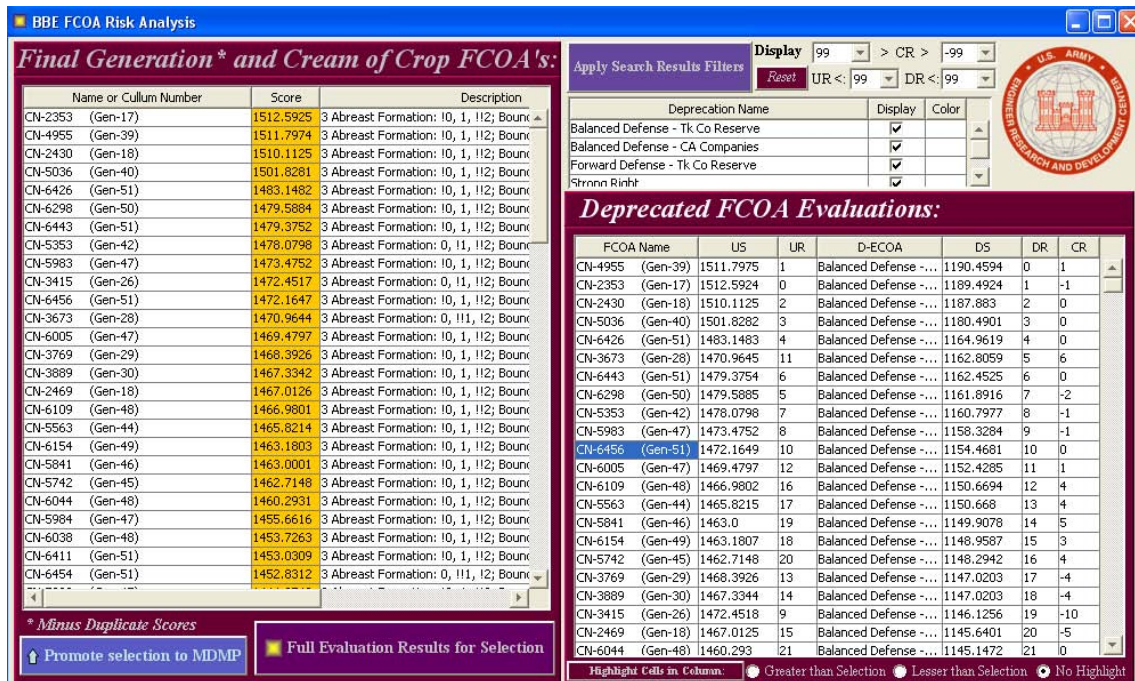 BBE FCOA Risk Analysis
Final Generation* and Cream of Crop FCOA's:
Name or Cullum Number Score Description
CN-2353 (Gen-17) 1512.5925 3 Abreast Formation: !0, 1, !!2; Bound
CN-4955 (Gen-39) 1511.7974 3 Abreast Formation: !0, 1, !!2; Bound
CN-2430 (Gen-18) 1510.1125 3 Abreast Formation: !0, 1, !!2; Bound
CN-5036 (Gen-40) 1501.8281 3 Abreast Formation: !0, 1, !!2; Bound
CN-6426 (Gen-51) 1483.1482 3 Abreast Formation: !0, 1, !!2; Bound
CN-6298 (Gen-50) 1479.5884 3 Abreast Formation: !0, 1, !!2; Bound
CN-6443 (Gen-51) 1479.3752 3 Abreast Formation: !0, 1, !!2; Bound
CN-5353 (Gen-42) 1478.0798 3 Abreast Formation: 0, !1, !!2; Bound
CN-5983 (Gen-47) 1473.4752 3 Abreast Formation: !0, 1, !!2; Bound
CN-3415 (Gen-26) 1472.4517 3 Abreast Formation: 0, !1, !!2; Bound
CN-6456 (Gen-51) 1472.1647 3 Abreast Formation: !0, 1, !!2; Bound
CN-3673 (Gen-28) 1470.9644 3 Abreast Formation: 0, !!1, !2; Bound
CN-6005 (Gen-47) 1469.4797 3 Abreast Formation: !0, 1, !!2; Bound
CN-3769 (Gen-29) 1468.3926 3 Abreast Formation: !0, 1, !!2; Bound
CN-3889 (Gen-30) 1467.3342 3 Abreast Formation: !0, 1, !!2; Bound
CN-2469 (Gen-18) 1467.0126 3 Abreast Formation: !0, 1, !!2; Bound
CN-6109 (Gen-48) 1466.9801 3 Abreast Formation: !0, 1, !!2; Bound
CN-5563 (Gen-44) 1465.8214 3 Abreast Formation: !0, 1, !!2; Bound
CN-6154 (Gen-49) 1463.1803 3 Abreast Formation: !0, 1, !!2; Bound
CN-5841 (Gen-46) 1463.0001 3 Abreast Formation: !0, 1, !!2; Bound
CN-5742 (Gen-45) 1462.7148 3 Abreast Formation: !0, 1, !!2; Bound
CN-6044 (Gen-48) 1460.2931 3 Abreast Formation: !0, 1, !!2; Bound
CN-5984 (Gen-47) 1455.6616 3 Abreast Formation: !0, 1, !!2; Bound
CN-6038 (Gen-48) 1453.7263 3 Abreast Formation: !0, 1, !!2; Bound
CN-6411 (Gen-51) 1453.0309 3 Abreast Formation: !0, 1, !!2; Bound
CN-6454 (Gen-51) 1452.8312 3 Abreast Formation: 0, !!1, !2; Bound
* Minus Duplicate Scores
Promote selection to MDMP
Full Evaluation Results for Selection
Apply Search Results Filters
Display 99 > CR > -99
Reset UR <: 99 DR <: 99
U.S. ARMY
ENGINEER RESEARCH AND DEVELOPMENT CENTER
Deprecation Name Display Color
Balanced Defense - Tk Co Reserve
Balanced Defense - CA Companies
Forward Defense - Tk Co Reserve
Strong Right
Deprecated FCOA Evaluations:
FCOA Name US UR D-ECOA DS DR CR
CN-4955 (Gen-39) 1511.7975 1 Balanced Defense -... 1190.4594 0 1
CN-2353 (Gen-17) 1512.5924 0 Balanced Defense -... 1189.4924 1 -1
CN-2430 (Gen-18) 1510.1125 2 Balanced Defense -... 1187.883 2 0
CN-5036 (Gen-40) 1501.8282 3 Balanced Defense -... 1180.4901 3 0
CN-6426 (Gen-51) 1483.1483 4 Balanced Defense -... 1164.9619 4 0
CN-3673 (Gen-28) 1470.9645 11 Balanced Defense -... 1162.8059 5 6
CN-6443 (Gen-51) 1479.3754 6 Balanced Defense -... 1162.4525 6 0
CN-6298 (Gen-50) 1479.5885 5 Balanced Defense -... 1161.8916 7 -2
CN-5353 (Gen-42) 1478.0798 7 Balanced Defense -... 1160.7977 8 -1
CN-5983 (Gen-47) 1473.4752 8 Balanced Defense -... 1158.3284 9 -1
CN-6456 (Gen-51) 1472.1649 10 Balanced Defense -... 1154.4681 10 0
CN-6005 (Gen-47) 1469.4797 12 Balanced Defense -... 1152.4285 11 1
CN-6109 (Gen-48) 1466.9802 16 Balanced Defense -... 1150.6694 12 4
CN-5563 (Gen-44) 1465.8215 17 Balanced Defense -... 1150.668 13 4
CN-5841 (Gen-46) 1463.0 19 Balanced Defense -... 1149.9078 14 5
CN-6154 (Gen-49) 1463.1807 18 Balanced Defense -... 1148.9587 15 3
CN-5742 (Gen-45) 1462.7148 20 Balanced Defense -... 1148.2942 16 4
CN-3769 (Gen-29) 1468.3926 13 Balanced Defense -... 1147.0203 17 -4
CN-3889 (Gen-30) 1467.3344 14 Balanced Defense -... 1147.0203 18 -4
CN-3415 (Gen-26) 1472.4518 9 Balanced Defense -... 1146.1256 19 -10
CN-2469 (Gen-18) 1467.0125 15 Balanced Defense -... 1145.6401 20 -5
CN-6044 (Gen-48) 1460.293 21 Balanced Defense -... 1145.1472 21 0
Highlight Cells in Column: Greater than Selection Lesser than Selection No Highlight